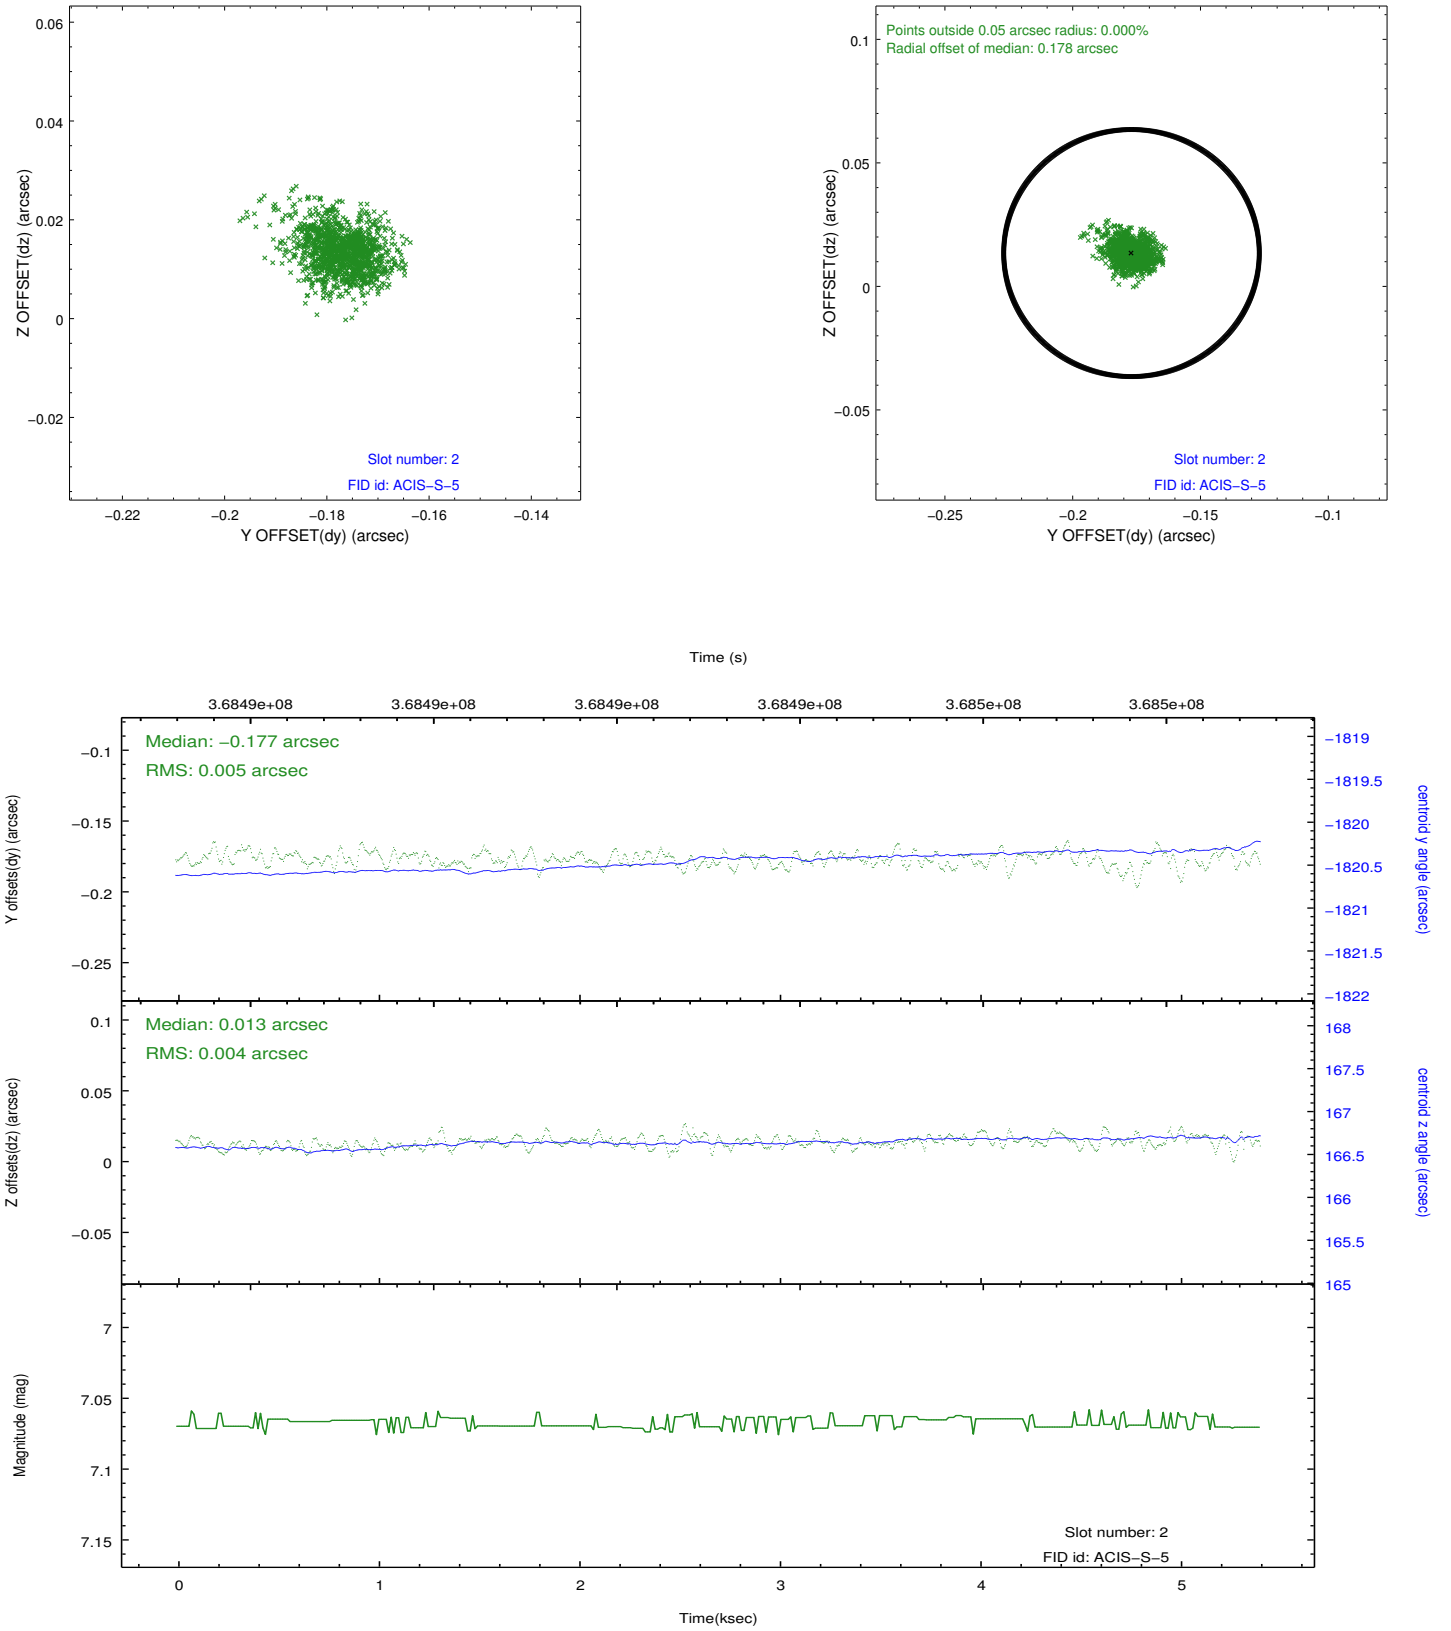 0.06
0.04
0.02
0
−0.02
Z OFFSET(dz) (arcsec)
Slot number: 2
FID id: ACIS−S−5
−0.22 −0.2 −0.18 −0.16 −0.14
Y OFFSET(dy) (arcsec)
Points outside 0.05 arcsec radius: 0.000%
Radial offset of median: 0.178 arcsec
0.1
0.05
0
−0.05
Z OFFSET(dz) (arcsec)
Slot number: 2
FID id: ACIS−S−5
−0.25 −0.2 −0.15 −0.1
Y OFFSET(dy) (arcsec)
Time (s)
3.6849e+08 3.6849e+08 3.6849e+08 3.6849e+08 3.685e+08 3.685e+08
Median: −0.177 arcsec
RMS: 0.005 arcsec
−0.1
−0.15
−0.2
−0.25
Y offsets(dy) (arcsec)
−1819
−1819.5
−1820
−1820.5
−1821
−1821.5
−1822
centroid y angle (arcsec)
Median: 0.013 arcsec
RMS: 0.004 arcsec
0.1
0.05
0
−0.05
Z offsets(dz) (arcsec)
168
167.5
167
166.5
166
165.5
165
centroid z angle (arcsec)
7
7.05
7.1
7.15
Magnitude (mag)
Slot number: 2
FID id: ACIS−S−5
0 1 2 3 4 5
Time(ksec)